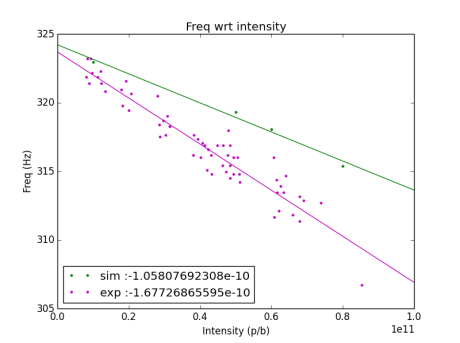 Freq wrt intensity
325
320
315
310
305
Freq (Hz)
sim :-1.05807692308e-10
exp :-1.67726865595e-10
0.0 0.2 0.4 0.6 0.8 1.0
1e11
Intensity (p/b)